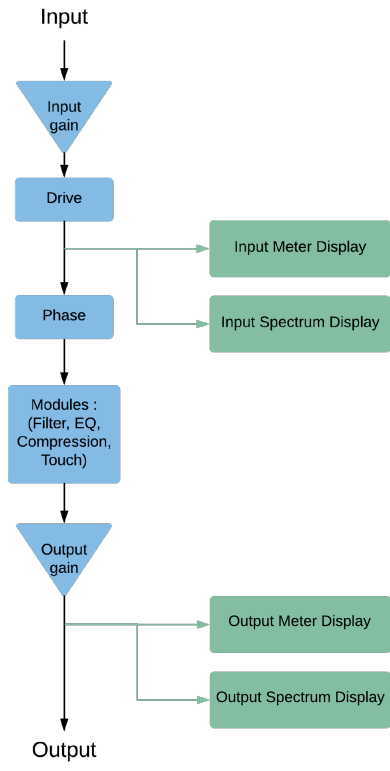 Input
Input
gain
Drive
Input Meter Display
Input Spectrum Display
Phase
Modules :
(Filter, EQ,
Compression,
Touch)
Output
gain
Output Meter Display
Output Spectrum Display
Output